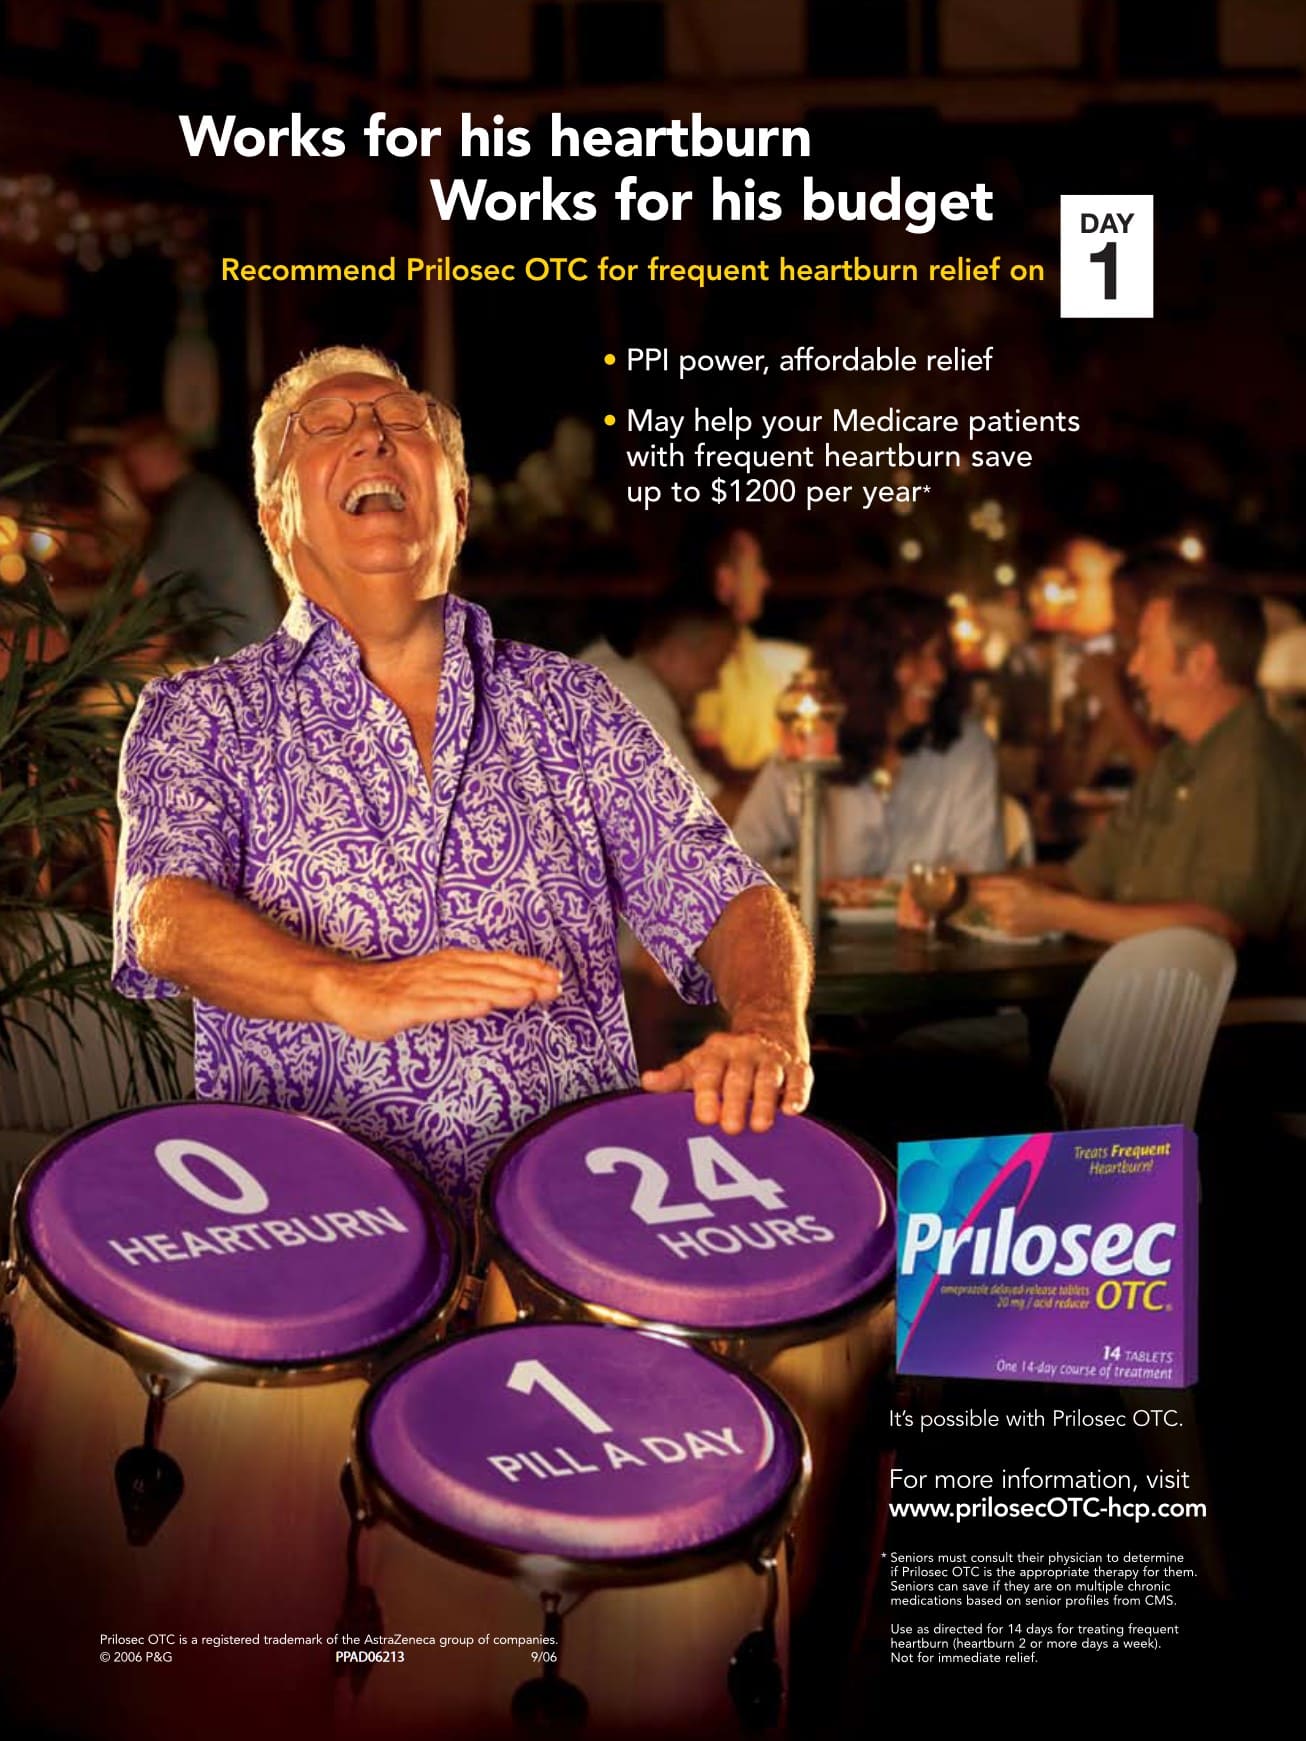 Works for his heartburn
Works for his budget
DAY
1
Recommend Prilosec OTC for frequent heartburn relief on
• PPI power, affordable relief
• May help your Medicare patients
with frequent heartburn save
up to $1200 per year*
0
HEARTBURN
24
HOURS
1
PILL A DAY
Treats Frequent
Heartburn!
Prilosec
omeprazole delayed-release tablets
20 mg / acid reducer
OTC®
14 TABLETS
One 14-day course of treatment
It's possible with Prilosec OTC.
For more information, visit
www.prilosecOTC-hcp.com
* Seniors must consult their physician to determine
if Prilosec OTC is the appropriate therapy for them.
Seniors can save if they are on multiple chronic
medications based on senior profiles from CMS.
Use as directed for 14 days for treating frequent
heartburn (heartburn 2 or more days a week).
Not for immediate relief.
Prilosec OTC is a registered trademark of the AstraZeneca group of companies.
© 2006 P&G PPAD06213 9/06